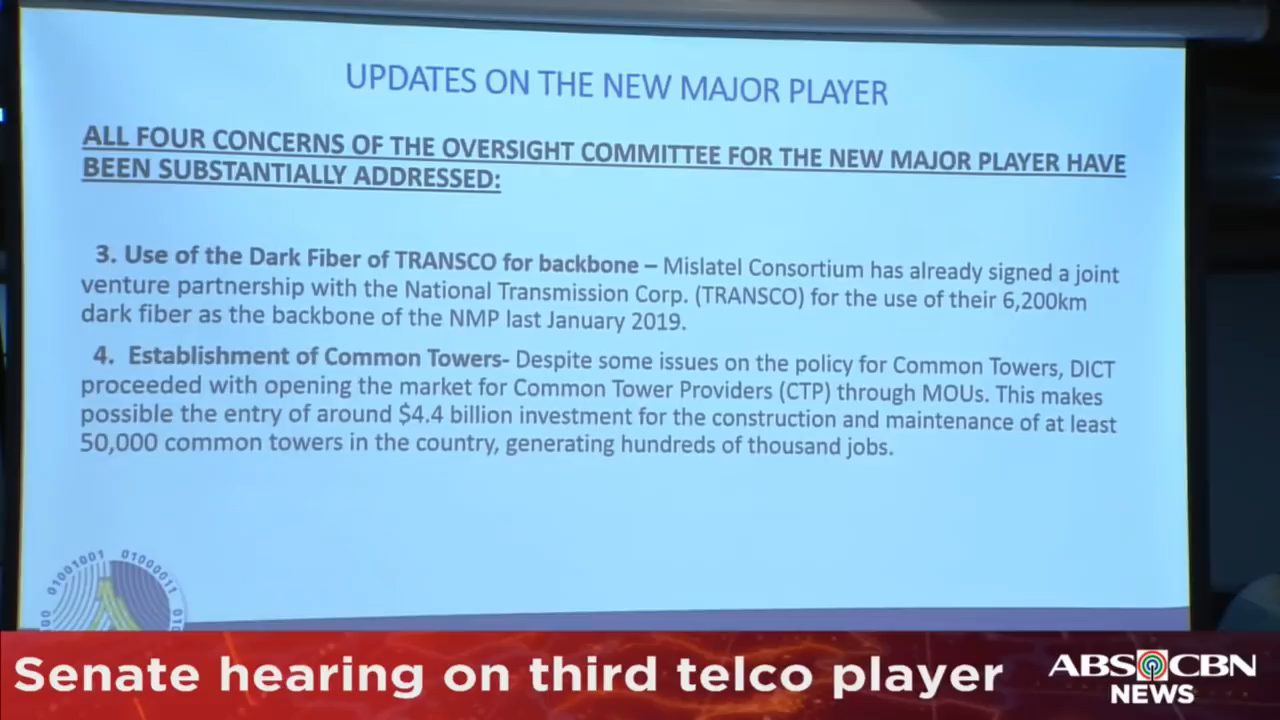 UPDATES ON THE NEW MAJOR PLAYER
ALL FOUR CONCERNS OF THE OVERSIGHT COMMITTEE FOR THE NEW MAJOR PLAYER HAVE
BEEN SUBSTANTIALLY ADDRESSED:
3. Use of the Dark Fiber of TRANSCO for backbone – Mislatel Consortium has already signed a joint
venture partnership with the National Transmission Corp. (TRANSCO) for the use of their 6,200km
dark fiber as the backbone of the NMP last January 2019.
4. Establishment of Common Towers- Despite some issues on the policy for Common Towers, DICT
proceeded with opening the market for Common Tower Providers (CTP) through MOUs. This makes
possible the entry of around $4.4 billion investment for the construction and maintenance of at least
50,000 common towers in the country, generating hundreds of thousand jobs.
01001001 01000011
Senate hearing on third telco player
ABS CBN
NEWS